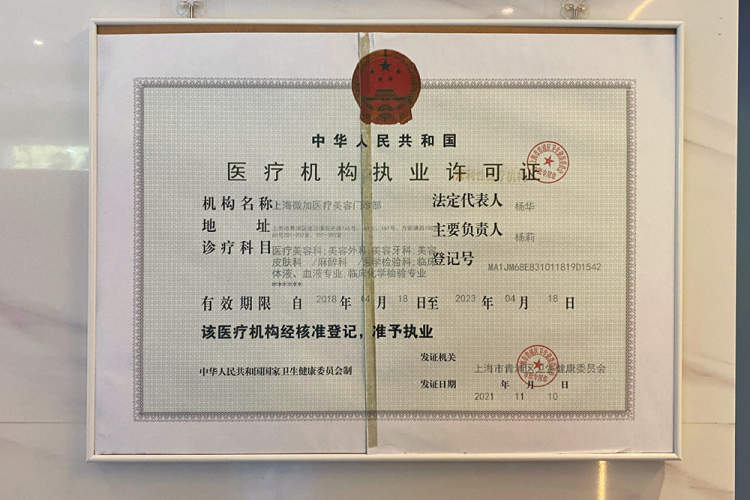 中华人民共和国
医疗机构执业许可证
机构名称 上海薇加医疗美容门诊部
地 址
诊疗科目 医疗美容科;美容外科;美容牙科;美容
皮肤科 /麻醉科 /医学检验科;临床
体液、血液专业;临床化学检验专业
*****
法定代表人 杨华
主要负责人 杨莉
登记号
MA1JM68E831011819D1542
有效期限 自 2018 年 04 月 18 日至 2023 年 04 月 18 日
该医疗机构经核准登记,准予执业
中华人民共和国国家卫生健康委员会制
发证机关 上海市青浦区卫生健康委员会
发证日期 2021 年 11 月 10 日